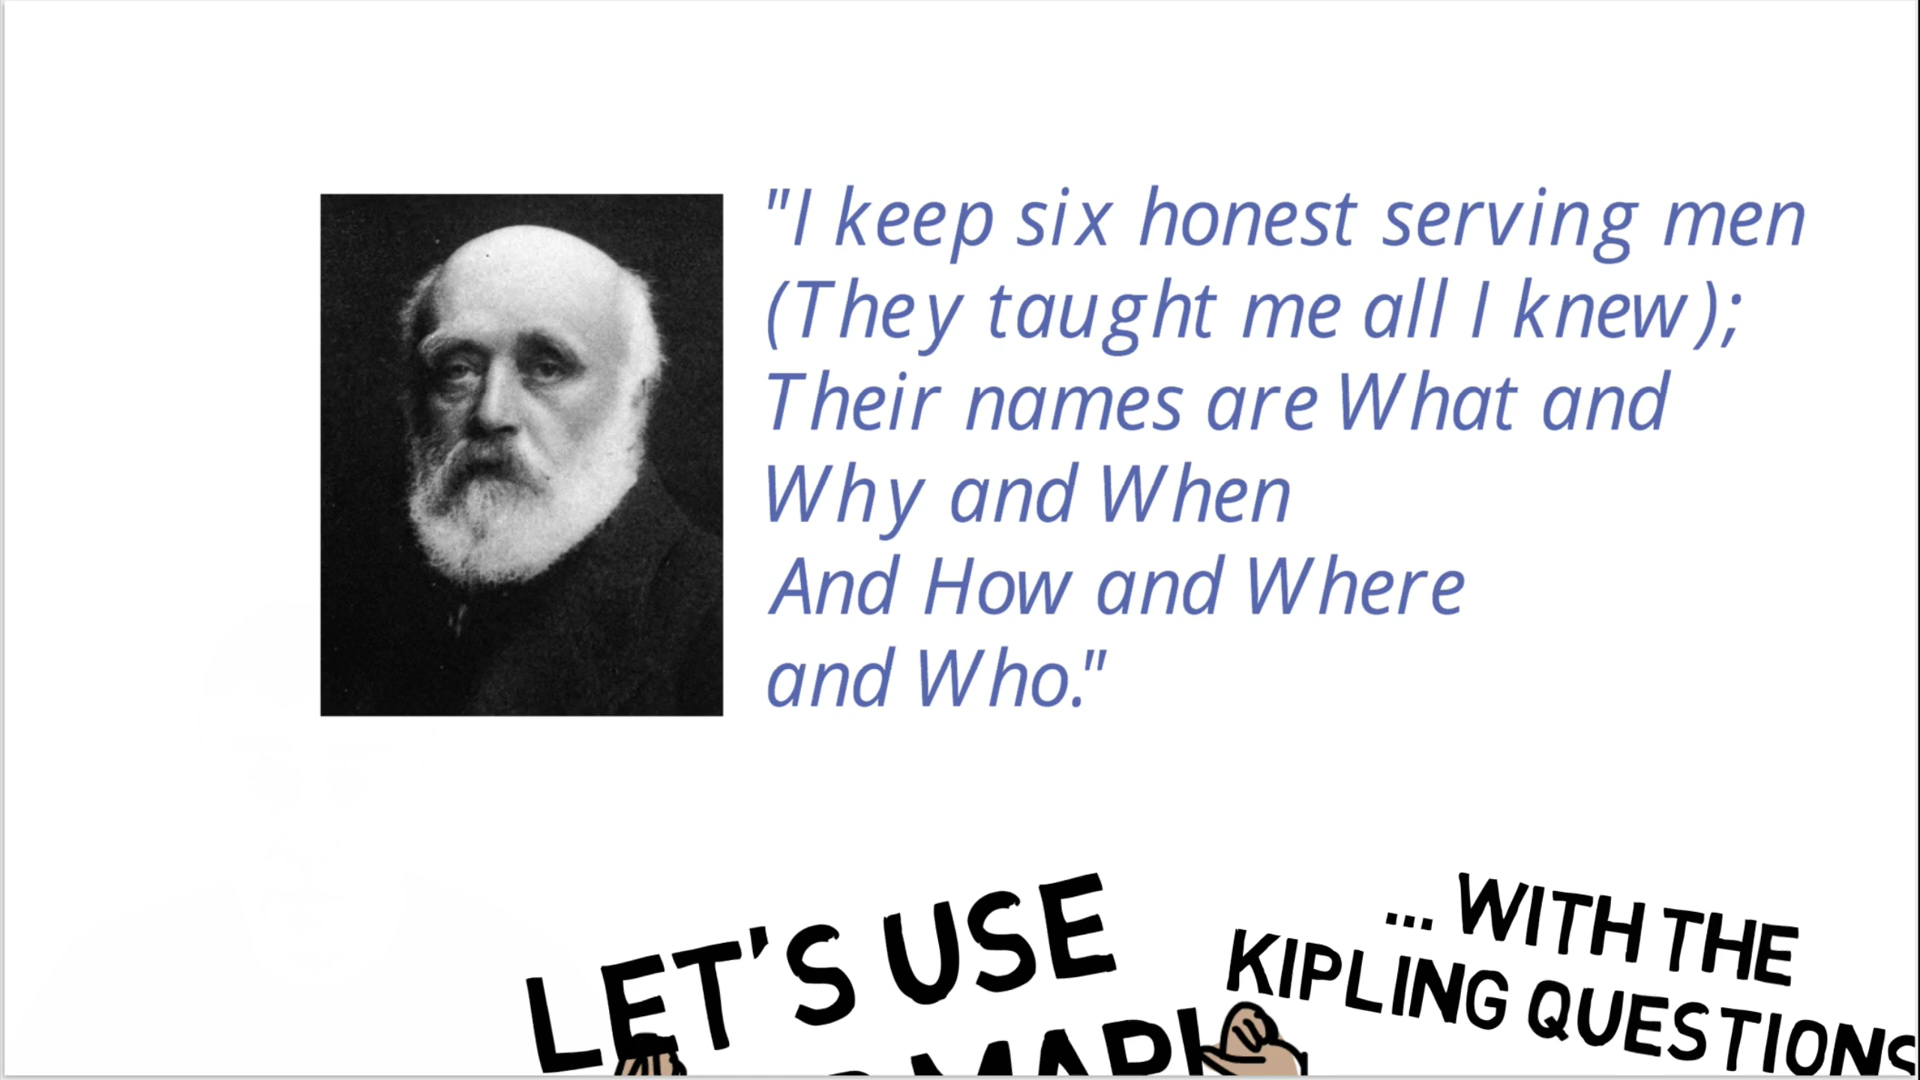 "I keep six honest serving men
(They taught me all I knew);
Their names are What and
Why and When
And How and Where
and Who."
LET'S USE
... WITH THE
KIPLING QUESTIONS